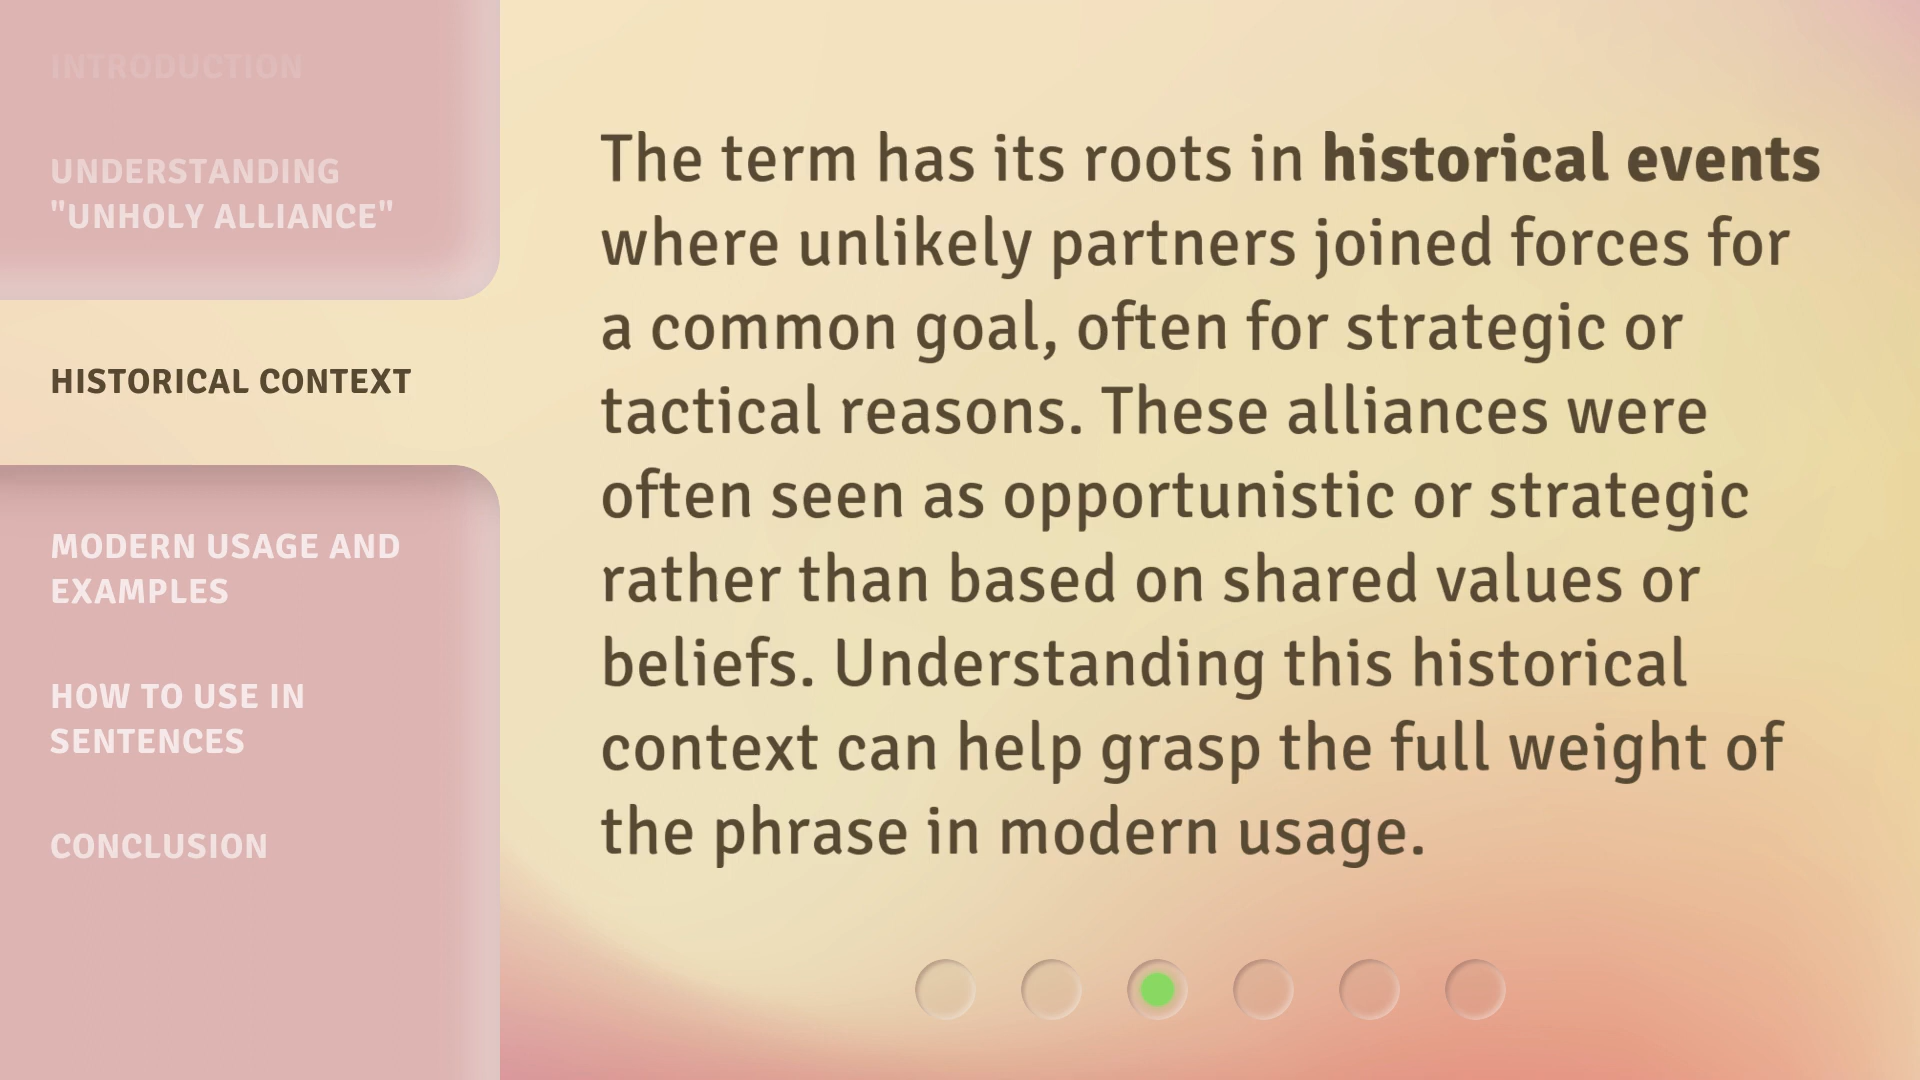 INTRODUCTION
UNDERSTANDING
"UNHOLY ALLIANCE"
HISTORICAL CONTEXT
MODERN USAGE AND
EXAMPLES
HOW TO USE IN
SENTENCES
CONCLUSION
The term has its roots in historical events
where unlikely partners joined forces for
a common goal, often for strategic or
tactical reasons. These alliances were
often seen as opportunistic or strategic
rather than based on shared values or
beliefs. Understanding this historical
context can help grasp the full weight of
the phrase in modern usage.